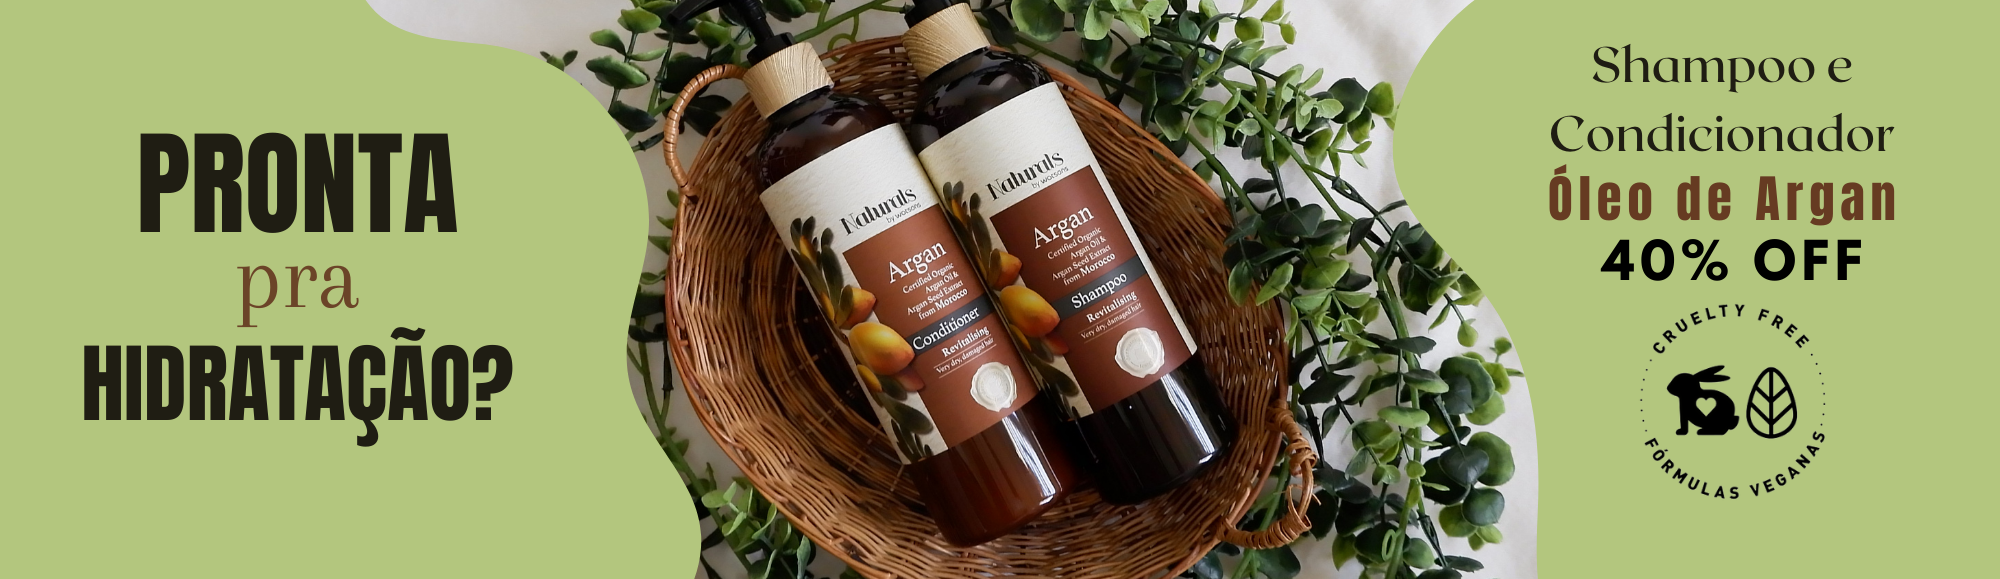 PRONTA
pra
HIDRATAÇÃO?
Naturals
by watsons
Argan
Certified Organic
Argan Oil &
Argan Seed Extract
from Morocco
Conditioner
Revitalising
Very dry, damaged hair
Naturals
by watsons
Argan
Certified Organic
Argan Oil &
Argan Seed Extract
from Morocco
Shampoo
Revitalising
Very dry, damaged hair
Shampoo e
Condicionador
Óleo de Argan
40% OFF
CRUELTY FREE
FÓRMULAS VEGANAS